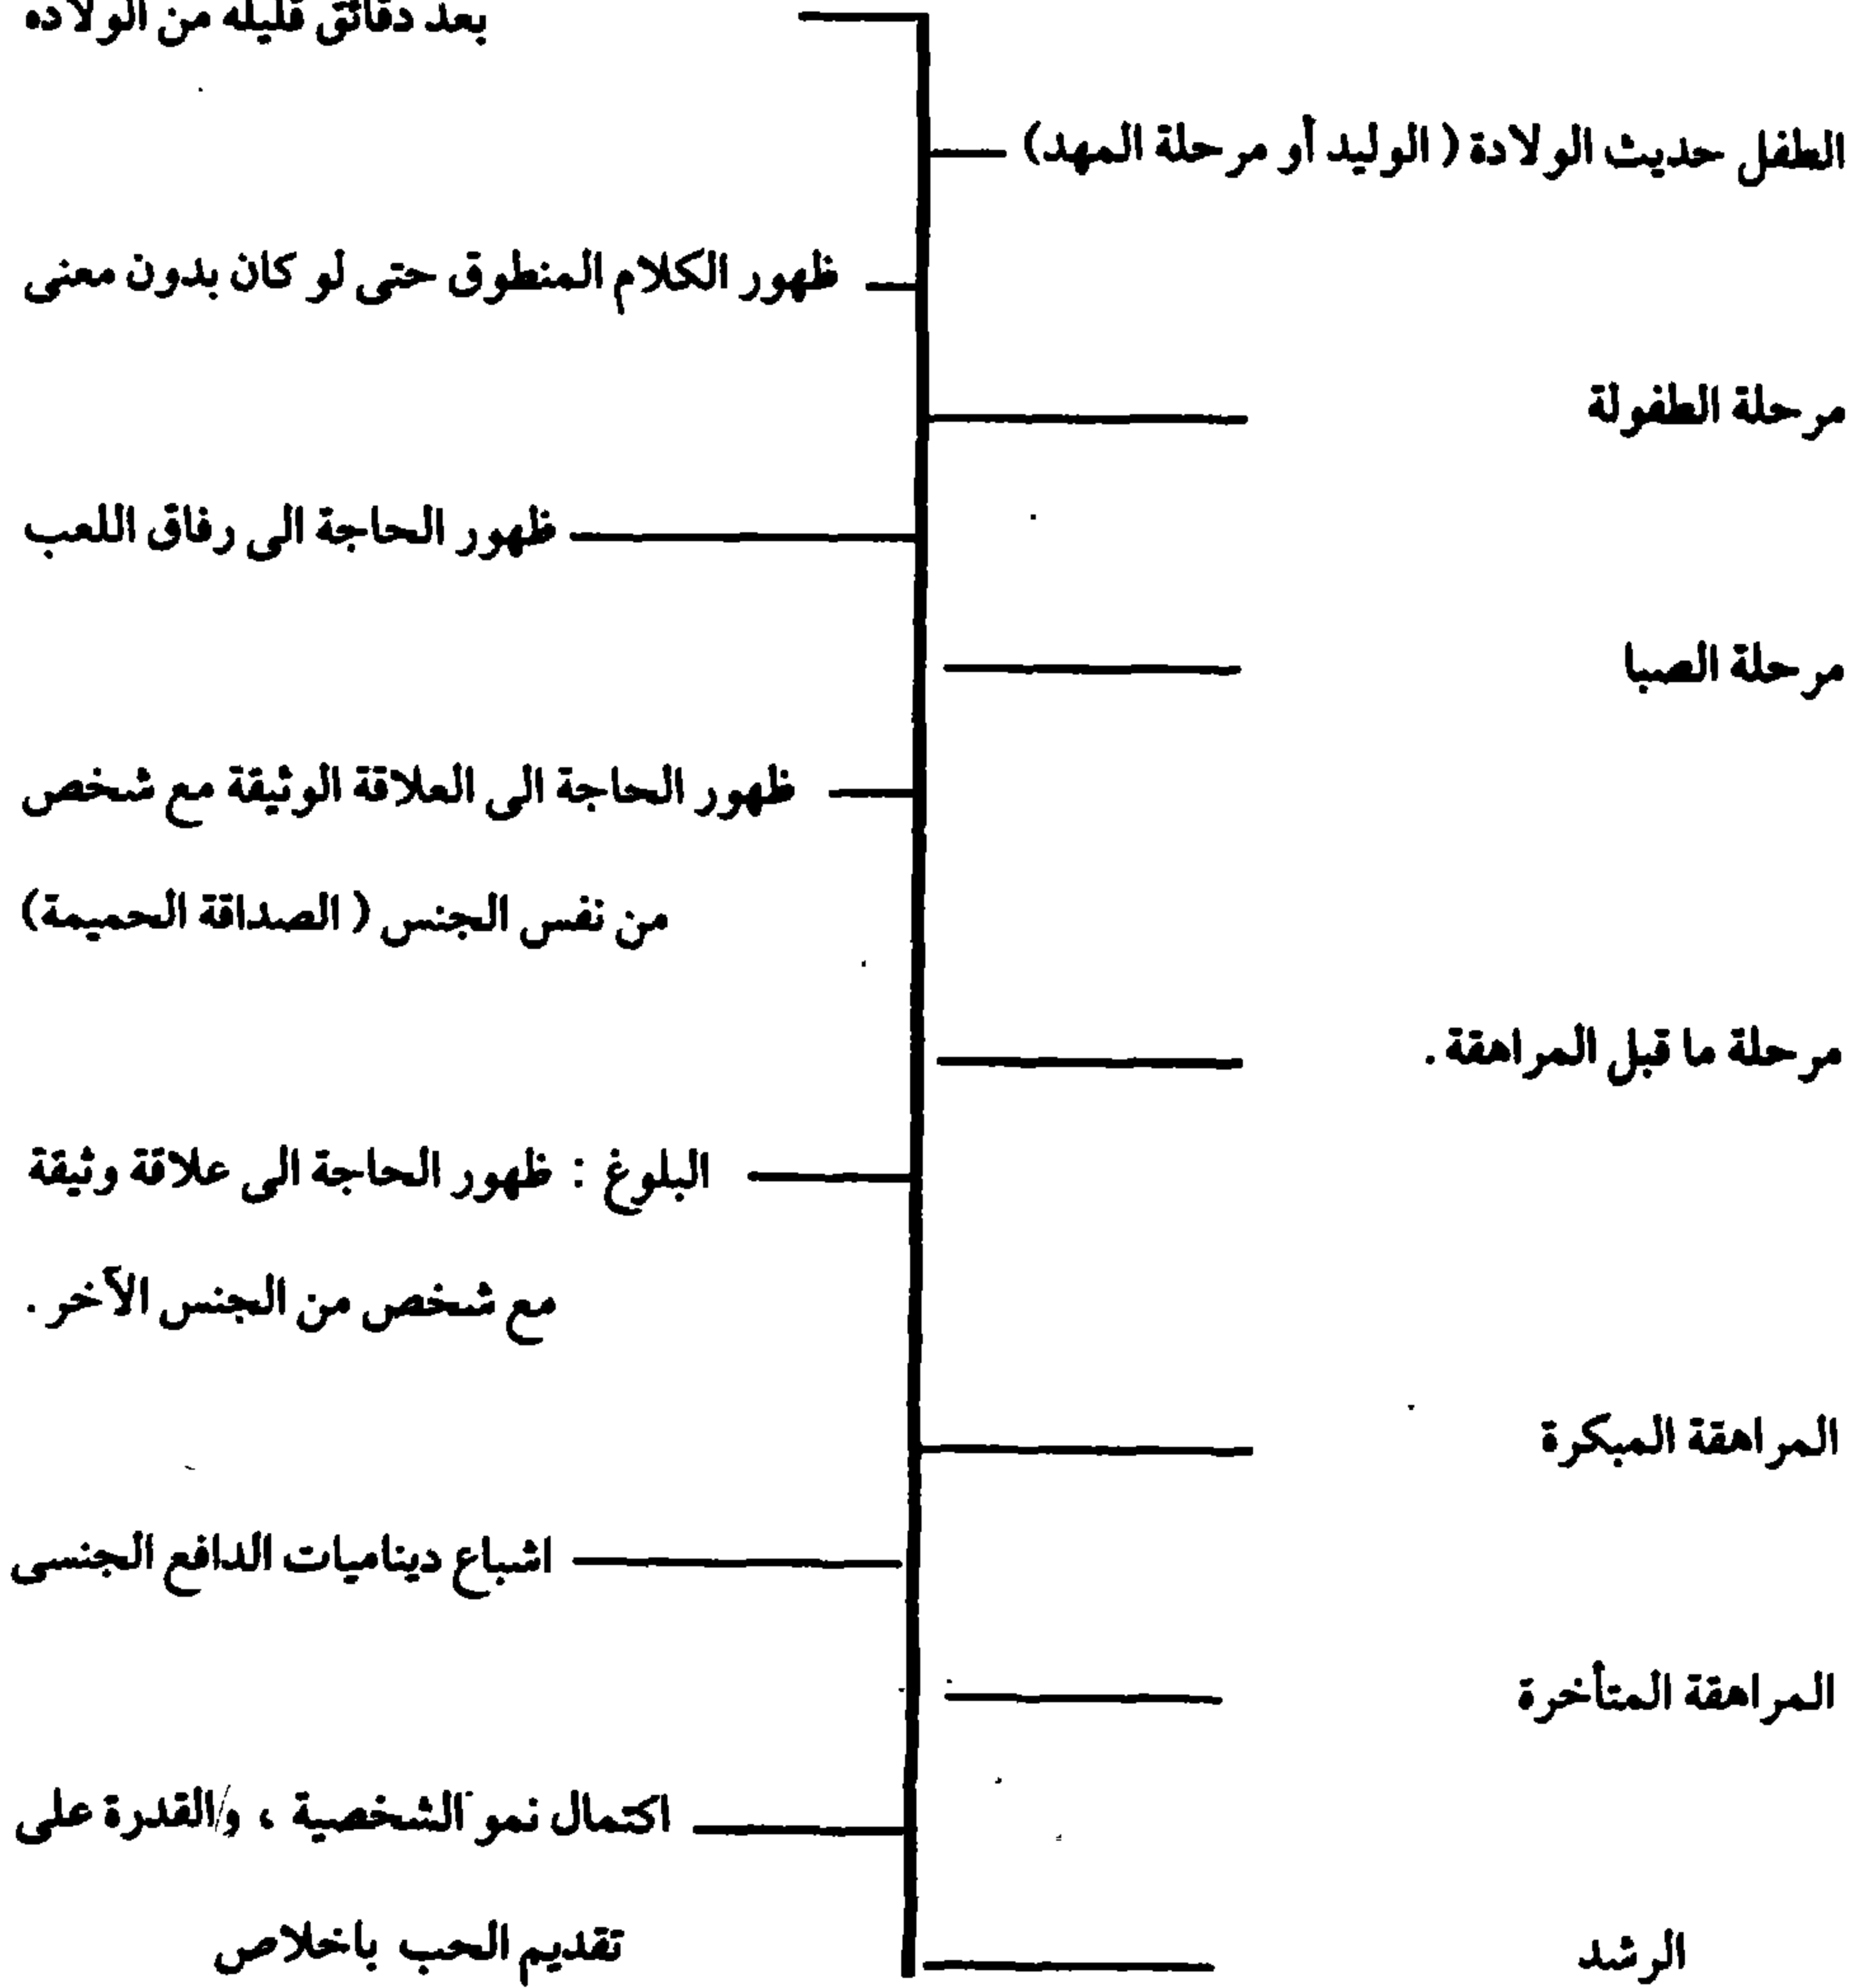 بعد دقائق قليلة من الولادة
الطفل حديث الولادة (الوليد أو مرحلة المهد)
ظهور الكلام المنطوق حتى لو كان بدون معنى
مرحلة الطفولة
ظهور الحاجة الى رفاق اللعب
مرحلة الصبا
ظهور الحاجة الى العلاقة الوثيقة مع شخص
من نفس الجنس (الصداقة الحميمة)
مرحلة ما قبل المراهقة .
البلوغ : ظهور الحاجة الى علاقة وثيقة
مع شخص من الجنس الآخر .
المراهقة المبكرة
اشباع ديناميات الدافع الجنسى
المراهقة المتأخرة
اكتمال نمو الشخصية ، والقدرة على
تقديم الحب باخلاص
الرشد